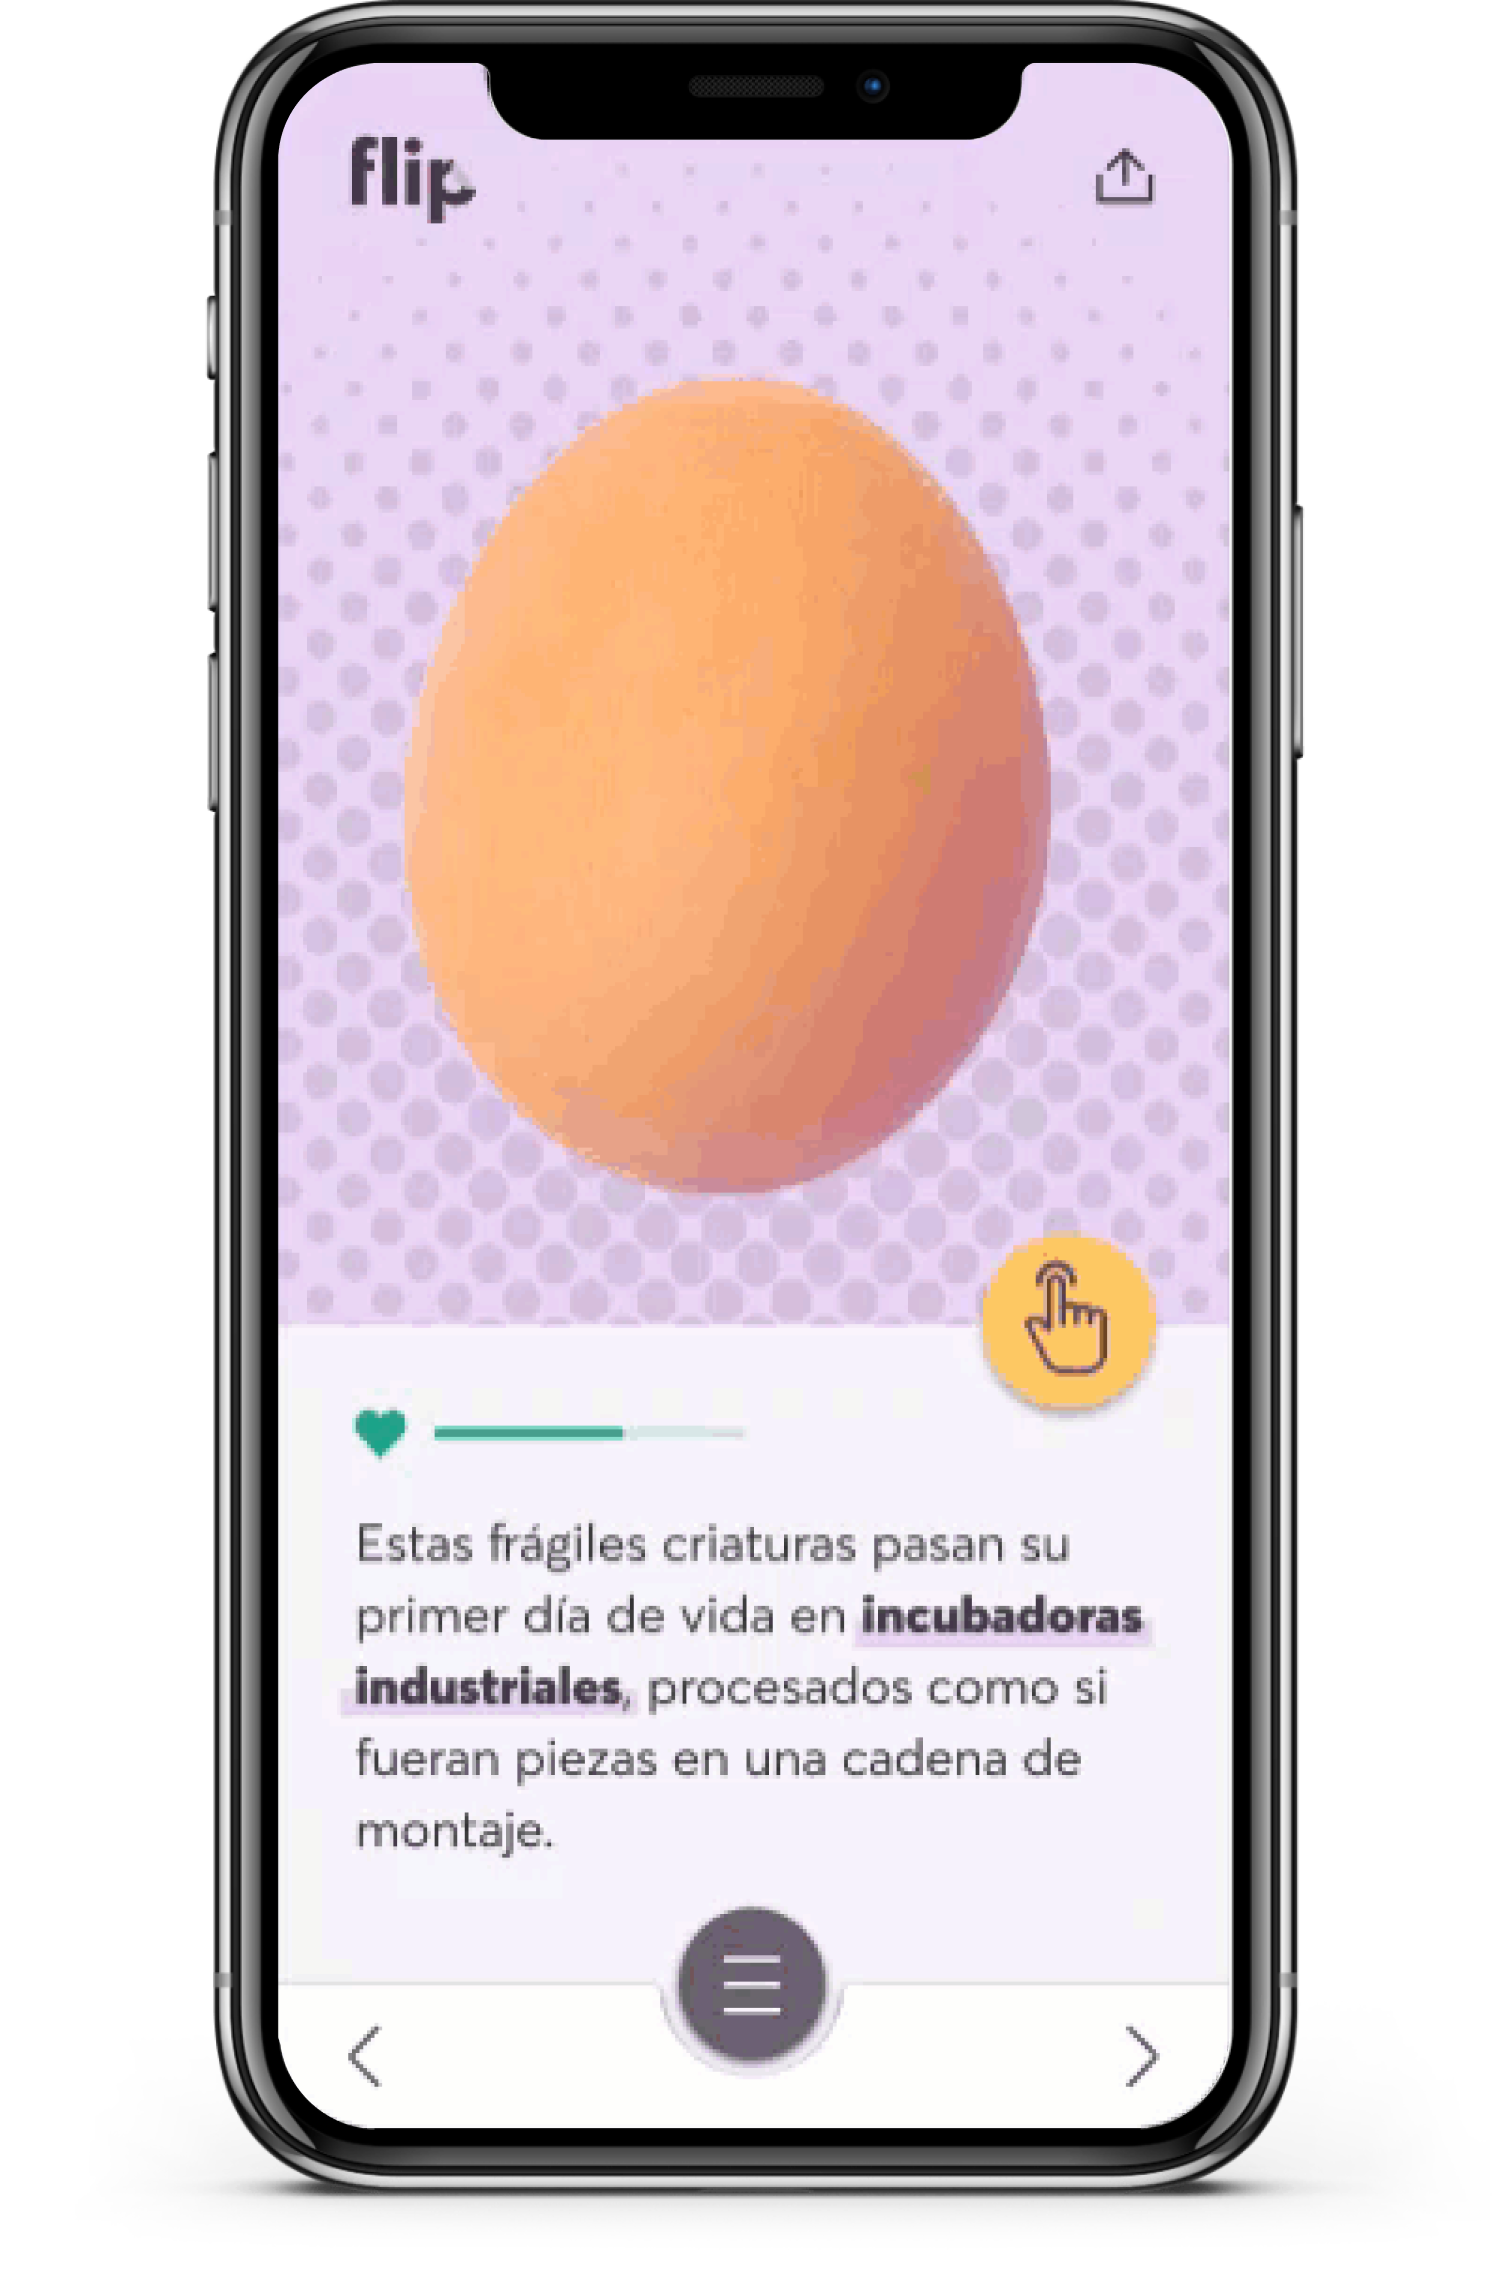 flip
Estas frágiles criaturas pasan su
primer día de vida en incubadoras
industriales, procesados como si
fueran piezas en una cadena de
montaje.